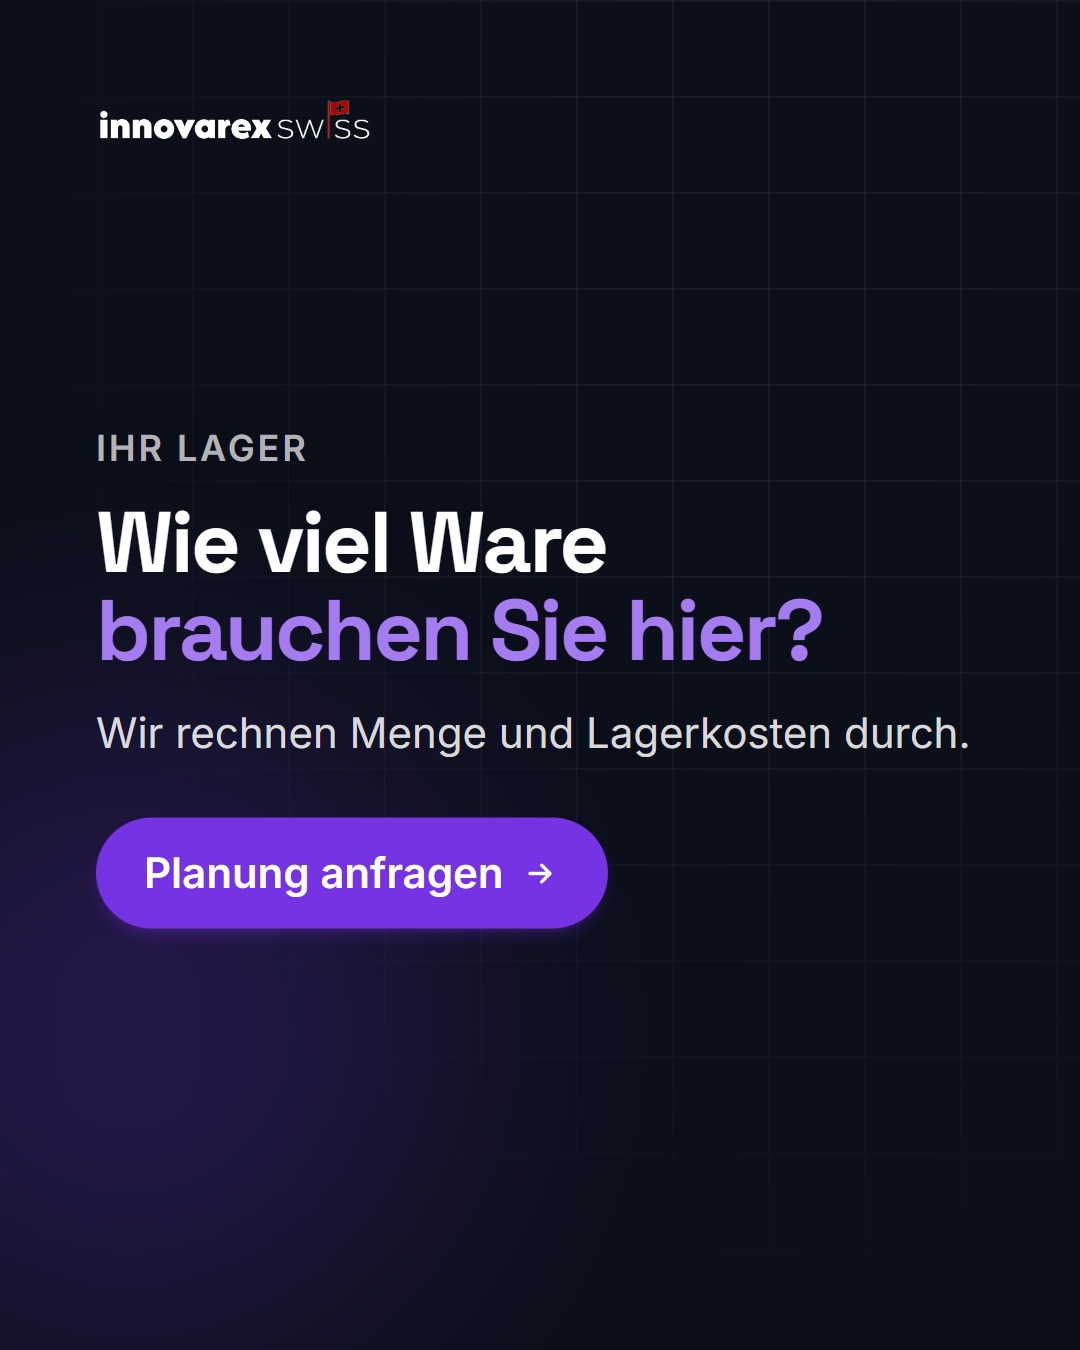 innovarex swiss
IHR LAGER
Wie viel Ware
brauchen Sie hier?
Wir rechnen Menge und Lagerkosten durch.
Planung anfragen →